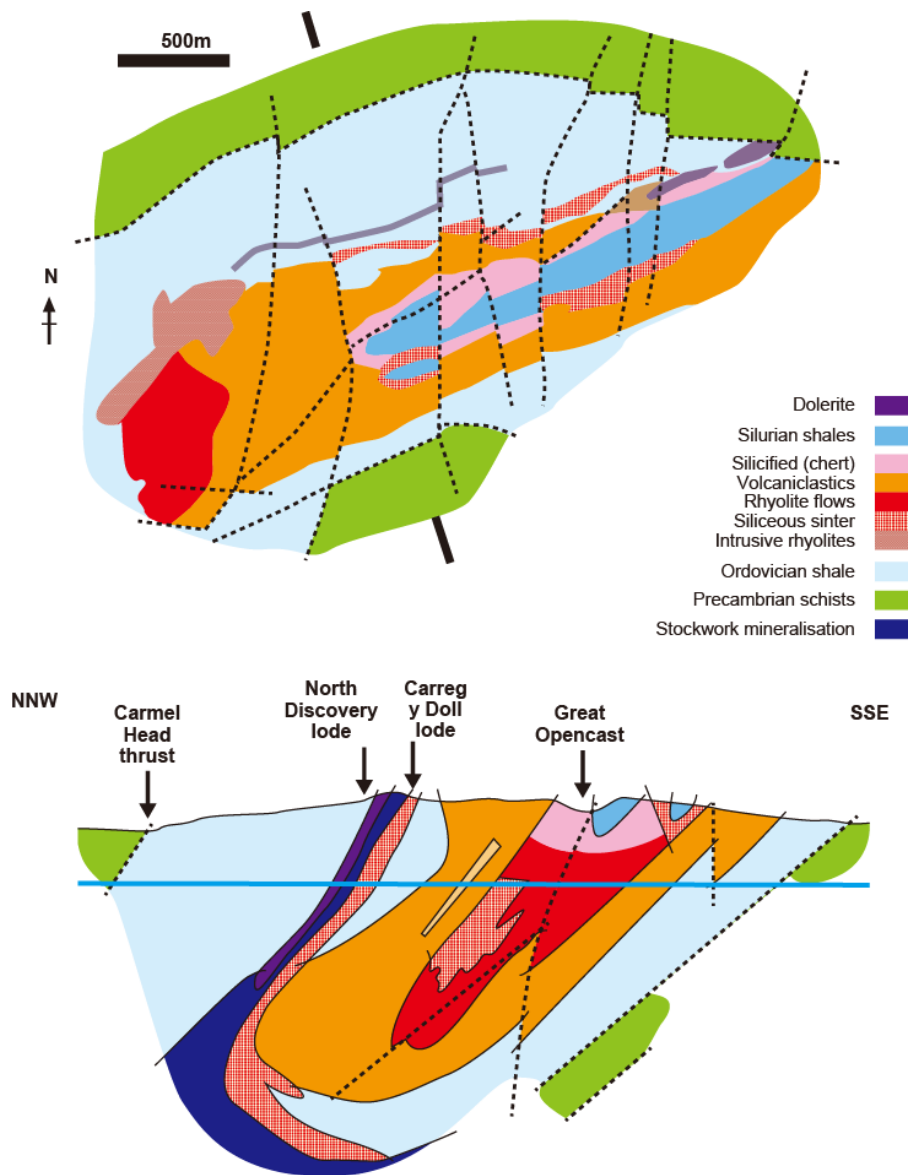 500m
N
Dolerite
Silurian shales
Silicified (chert)
Volcaniclastics
Rhyolite flows
Siliceous sinter
Intrusive rhyolites
Ordovician shale
Precambrian schists
Stockwork mineralisation
NNW
Carmel
Head
thrust
North
Discovery
lode
Carreg
y Doll
lode
Great
Opencast
SSE